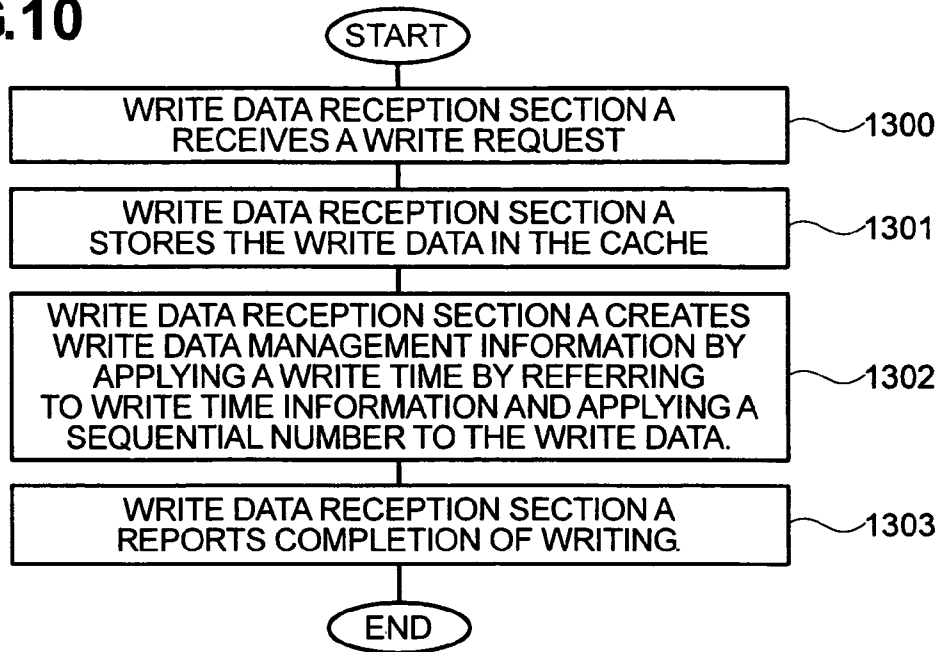 G.10
START
WRITE DATA RECEPTION SECTION A
RECEIVES A WRITE REQUEST
1300
WRITE DATA RECEPTION SECTION A
STORES THE WRITE DATA IN THE CACHE
1301
WRITE DATA RECEPTION SECTION A CREATES
WRITE DATA MANAGEMENT INFORMATION BY
APPLYING A WRITE TIME BY REFERRING
TO WRITE TIME INFORMATION AND APPLYING A
SEQUENTIAL NUMBER TO THE WRITE DATA.
1302
WRITE DATA RECEPTION SECTION A
REPORTS COMPLETION OF WRITING.
1303
END